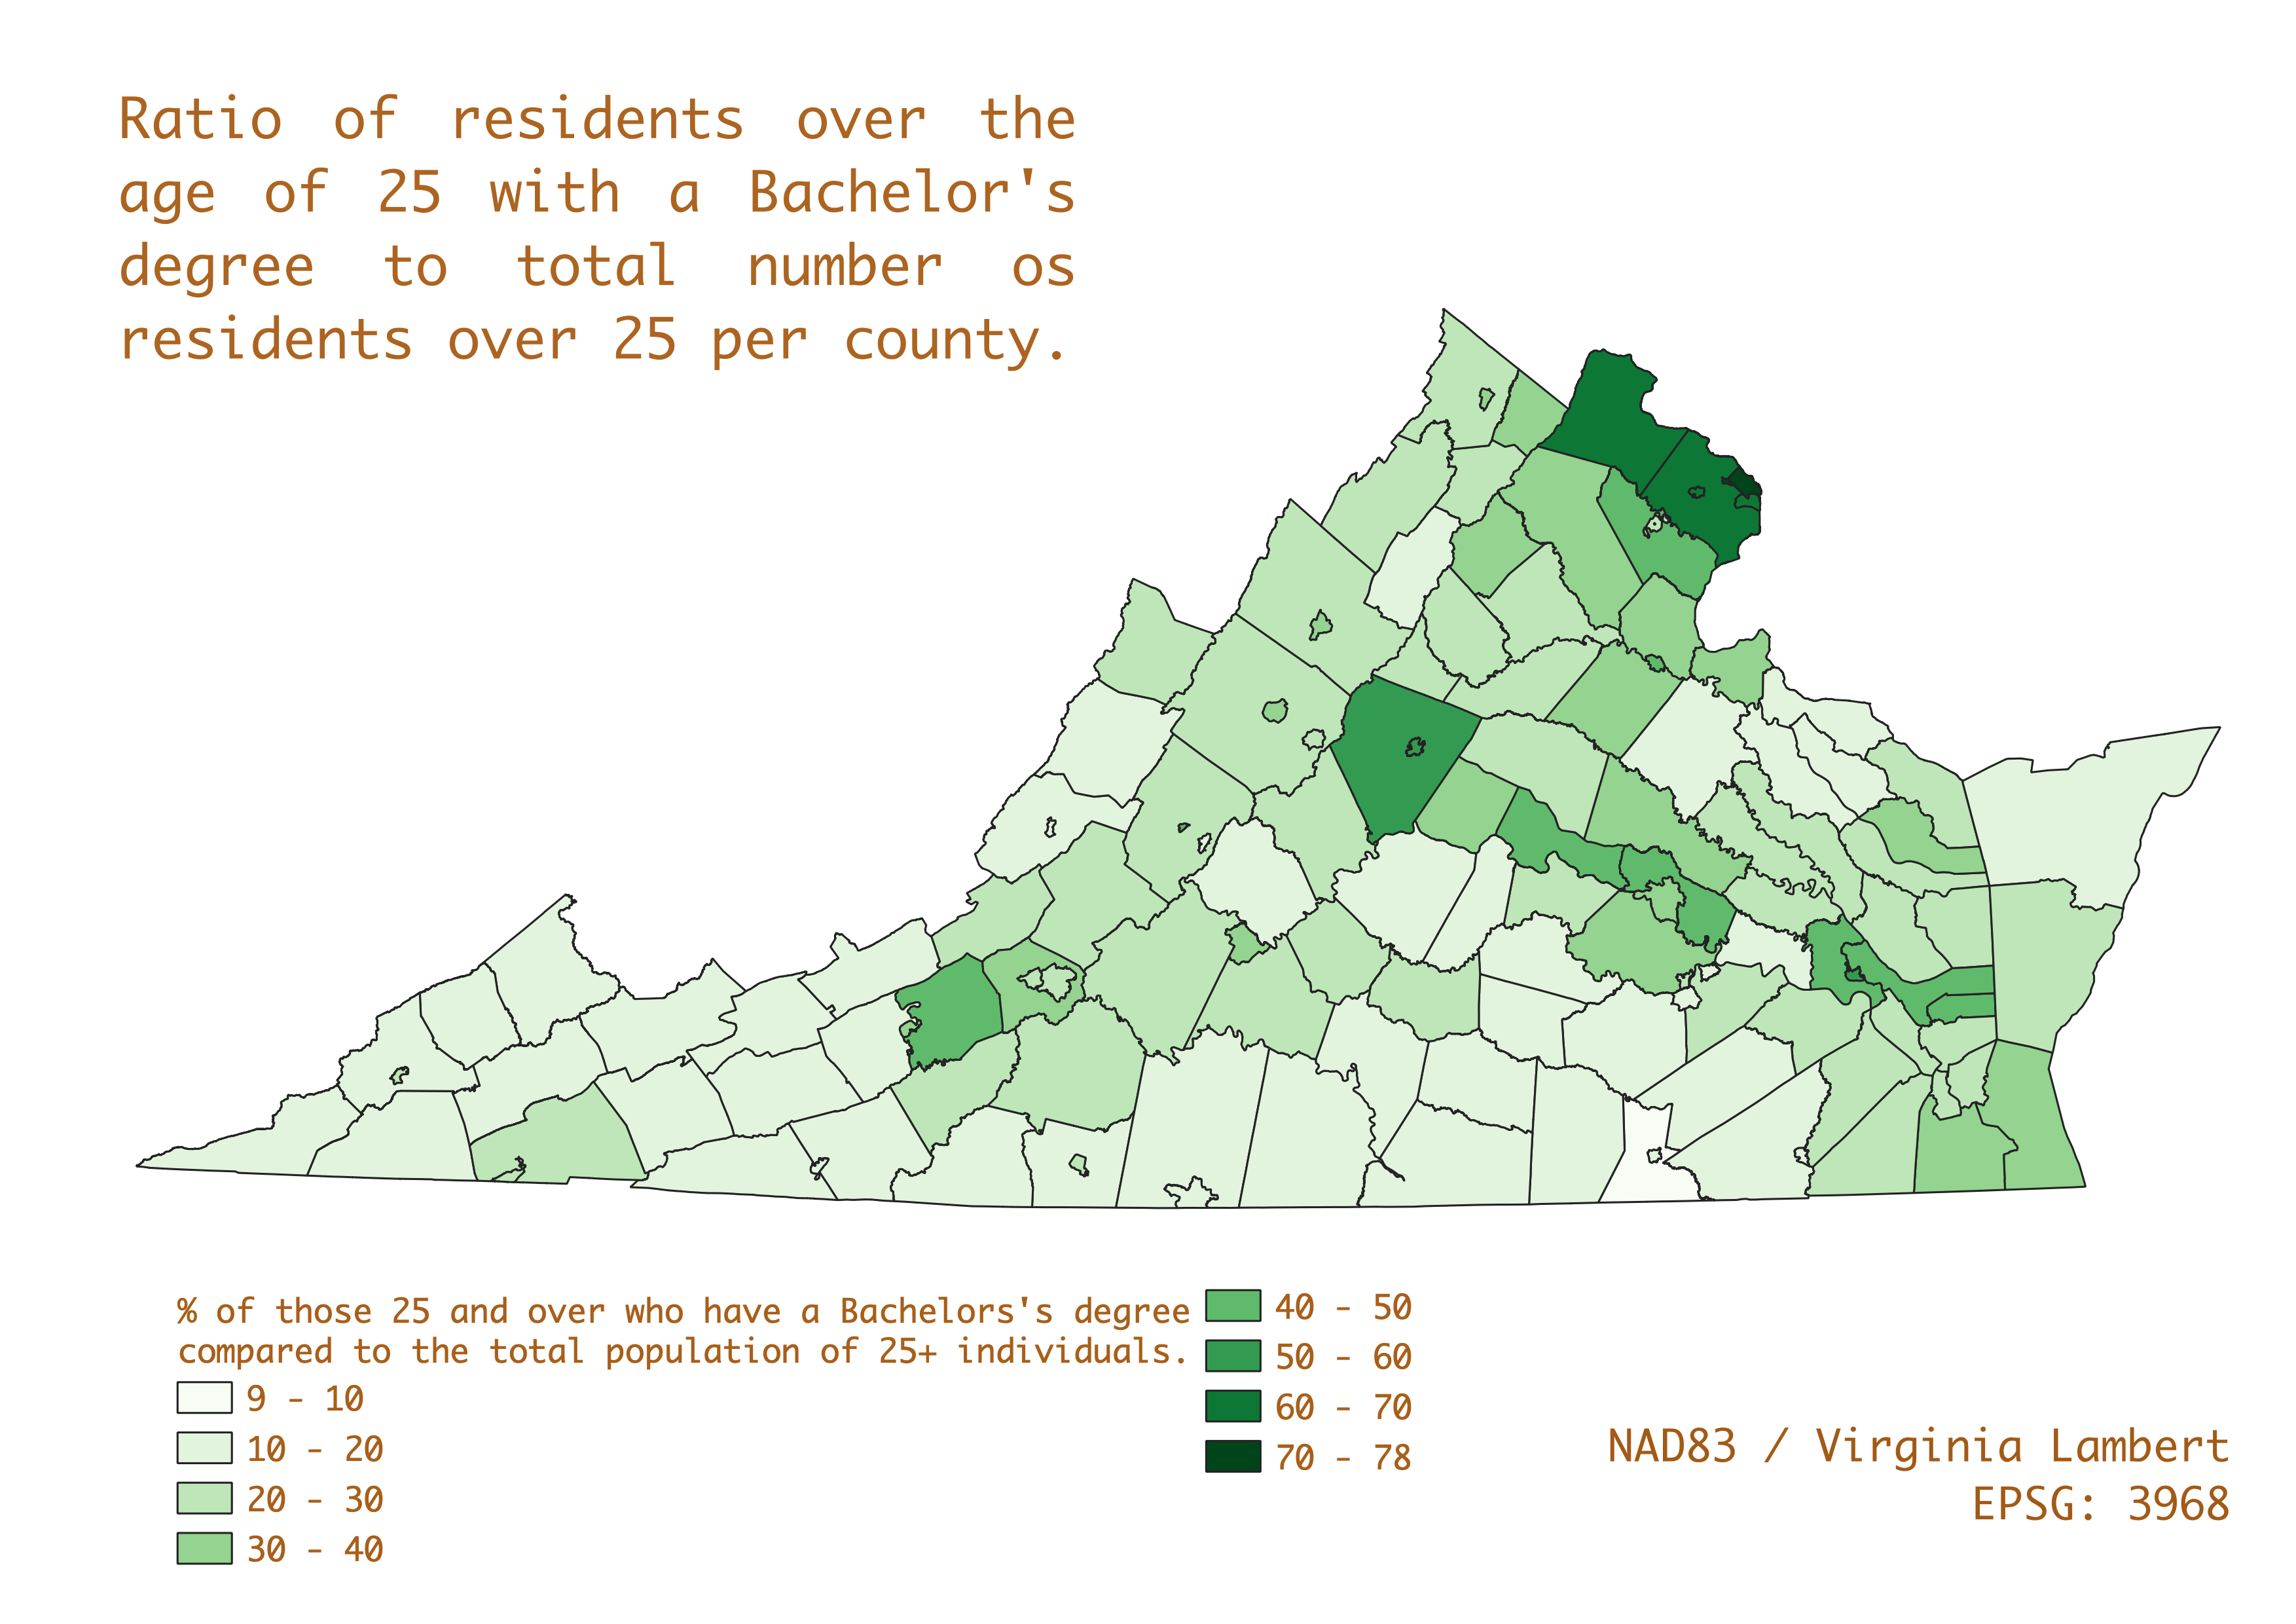 Ratio of residents over the
age of 25 with a Bachelor's
degree to total number os
residents over 25 per county.
% of those 25 and over who have a Bachelors's degree
compared to the total population of 25+ individuals.
9 - 10
10 - 20
20 - 30
30 - 40
40 - 50
50 - 60
60 - 70
70 - 78
NAD83 / Virginia Lambert
EPSG: 3968